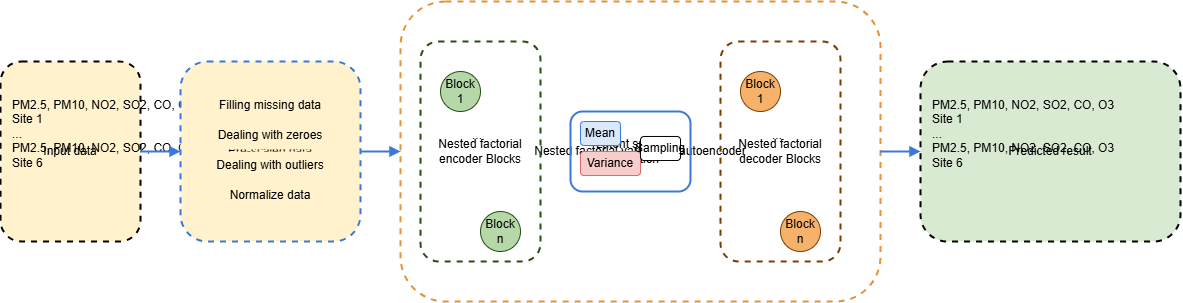 PM2.5, PM10, NO2, SO2, CO,
Site 1
...
PM2.5, PM10, NO2, SO2, CO,
Input data
Site 6
Filling missing data
Dealing with zeroes
Dealing with outliers
Normalize data
Block
1
...
Nested factorial
encoder Blocks
Block
n
Nested factorial
autoencoder
Mean
Sampling
Variance
Block
1
...
Nested factorial
decoder Blocks
Block
n
PM2.5, PM10, NO2, SO2, CO, O3
Site 1
...
PM2.5, PM10, NO2, SO2, CO, O3
Predicted result
Site 6